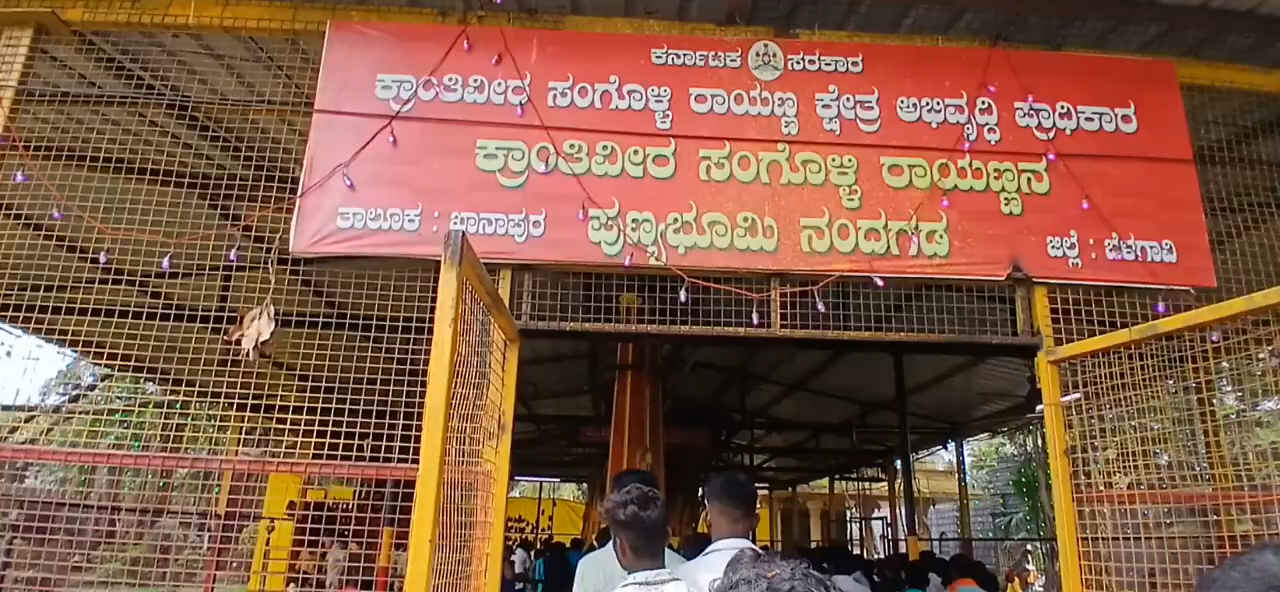 ಕರ್ನಾಟಕ ಸರಕಾರ
ಕ್ರಾಂತಿವೀರ ಸಂಗೊಳ್ಳಿ ರಾಯಣ್ಣ ಕ್ಷೇತ್ರ ಅಭಿವೃದ್ಧಿ ಪ್ರಾಧಿಕಾರ
ಕ್ರಾಂತಿವೀರ ಸಂಗೊಳ್ಳಿ ರಾಯಣ್ಣನ
ತಾಲೂಕ : ಖಾನಾಪುರ ಪುಣ್ಯಭೂಮಿ ನಂದಗಡ ಜಿಲ್ಲೆ : ಬೆಳಗಾವಿ